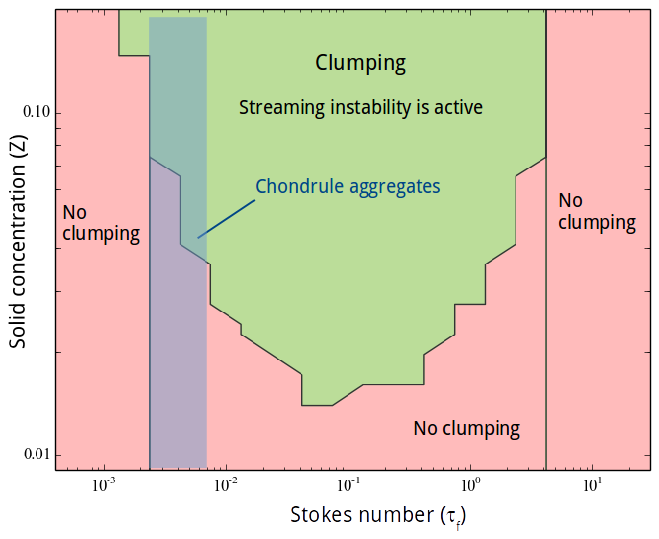 Clumping
Streaming instability is active
Chondrule aggregates
No
clumping
No
clumping
No clumping
0.10
0.01
Solid concentration (Z)
10⁻³
10⁻²
10⁻¹
10⁰
10¹
Stokes number (τf)